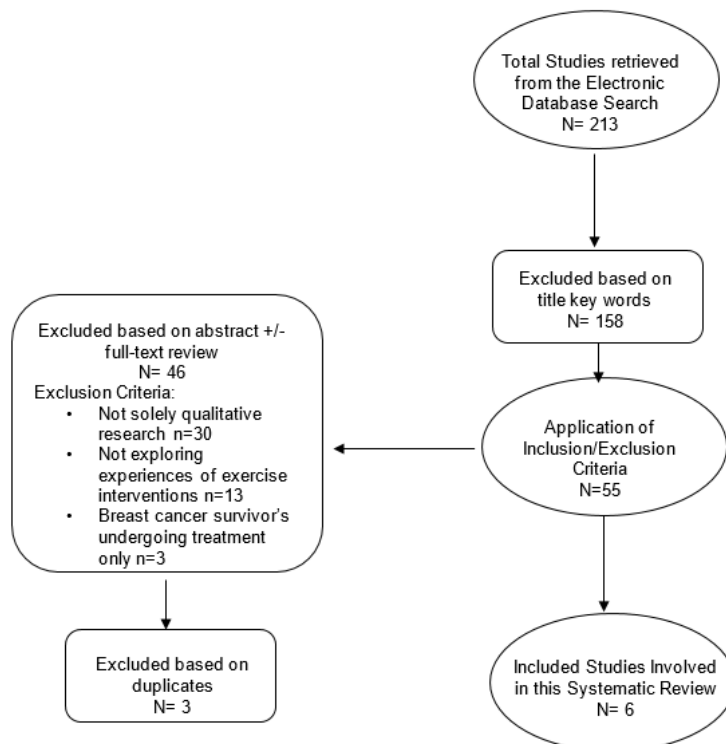 Total Studies retrieved
from the Electronic
Database Search
N= 213
Excluded based on
title key words
N= 158
Excluded based on abstract +/-
full-text review
N= 46
Exclusion Criteria:
• Not solely qualitative
research n=30
• Not exploring
experiences of exercise
interventions n=13
• Breast cancer survivor's
undergoing treatment
only n=3
Application of
Inclusion/Exclusion
Criteria
N=55
Excluded based on
duplicates
N= 3
Included Studies Involved
in this Systematic Review
N= 6